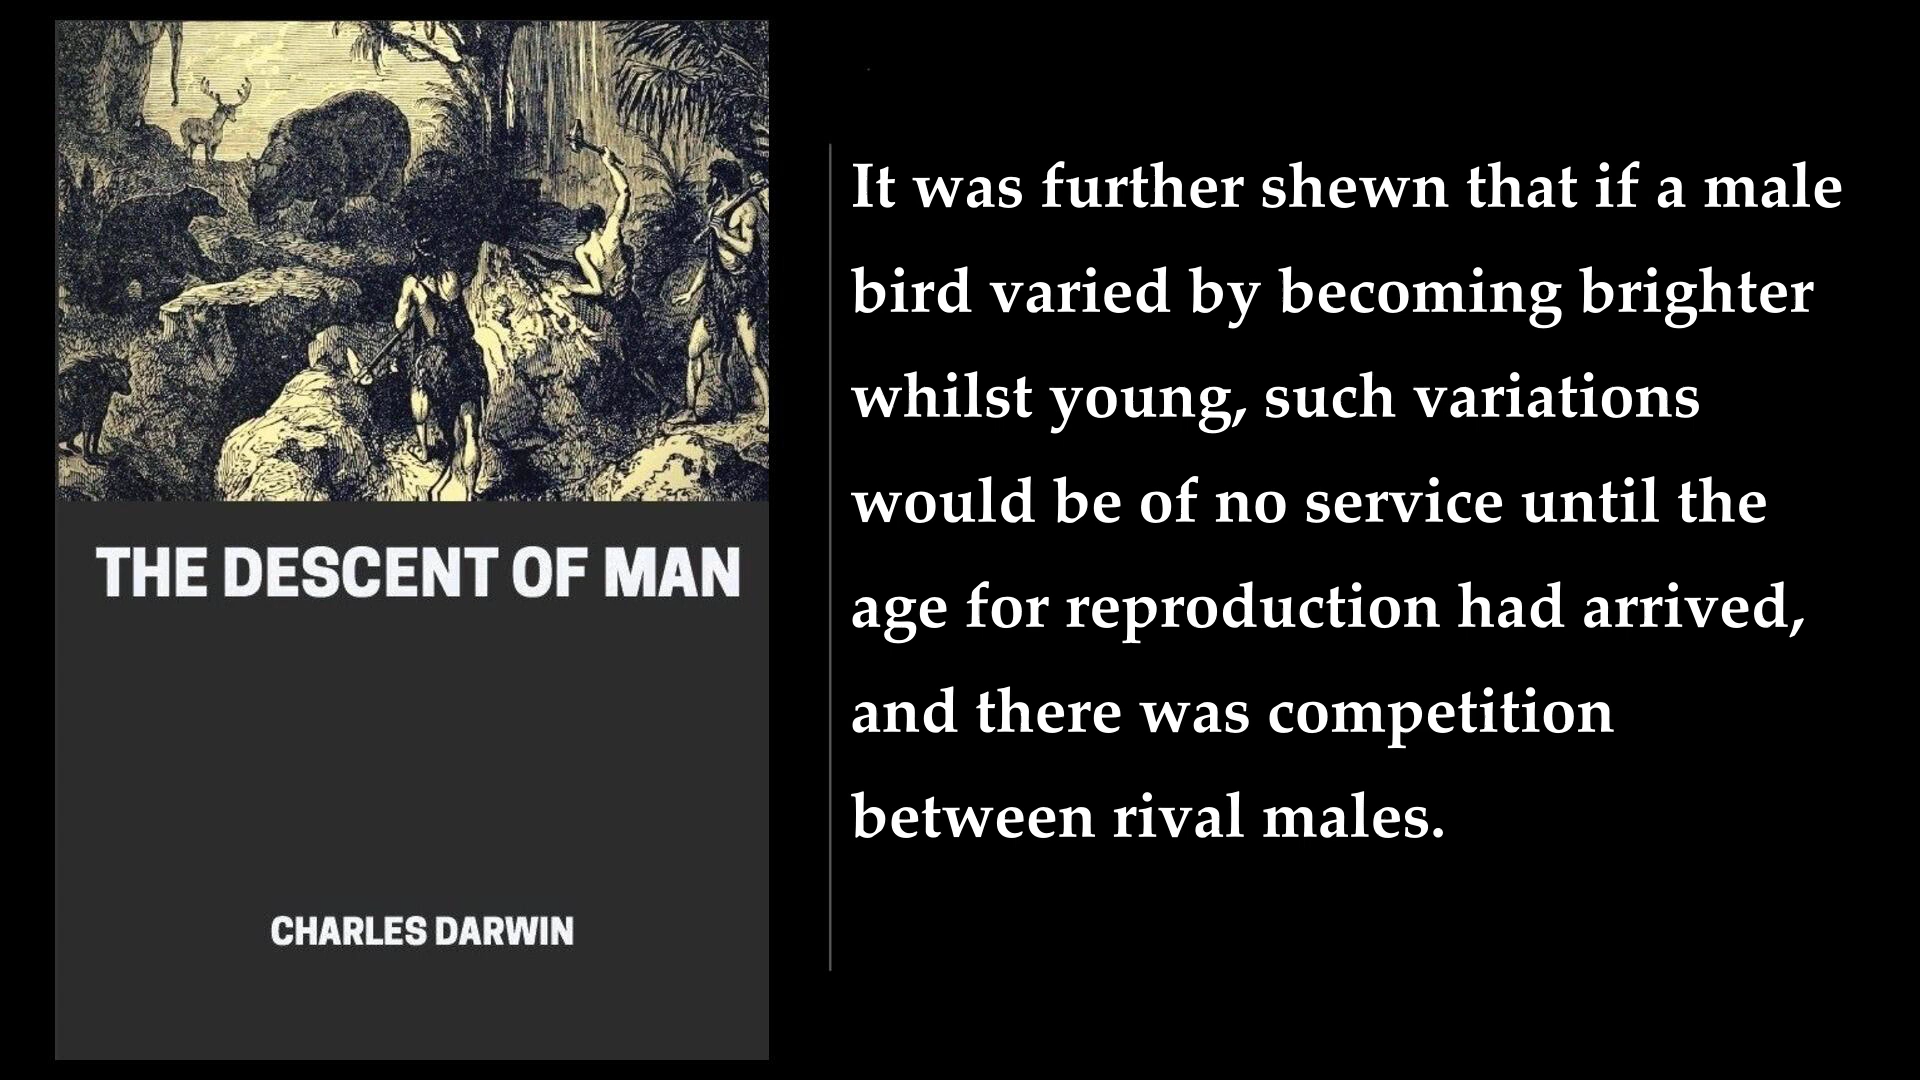 THE DESCENT OF MAN
CHARLES DARWIN
It was further shewn that if a male
bird varied by becoming brighter
whilst young, such variations
would be of no service until the
age for reproduction had arrived,
and there was competition
between rival males.